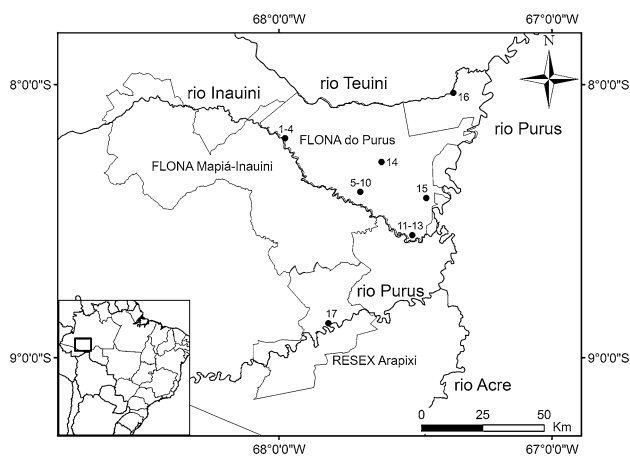 68°0'0"W 67°0'0"W
N
8°0'0"S 8°0'0"S
rio Inauini rio Teuini
16
rio Purus
1-4
FLONA do Purus
FLONA Mapiá-Inauini
14
5-10
15
11-13
rio Purus
17
9°0'0"S 9°0'0"S
RESEX Arapixi
rio Acre
0 25 50
Km
68°0'0"W 67°0'0"W